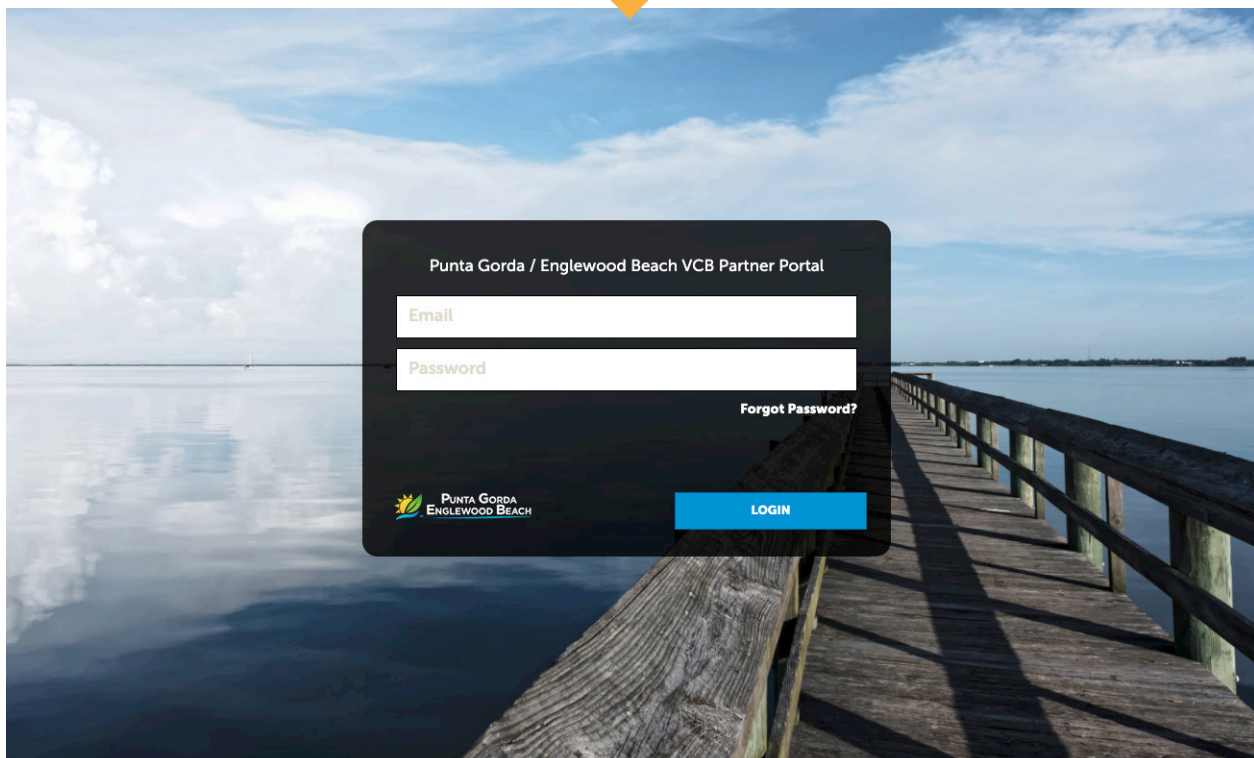 Punta Gorda / Englewood Beach VCB Partner Portal
Email
Password
Forgot Password?
PUNTA GORDA
ENGLEWOOD BEACH
LOGIN